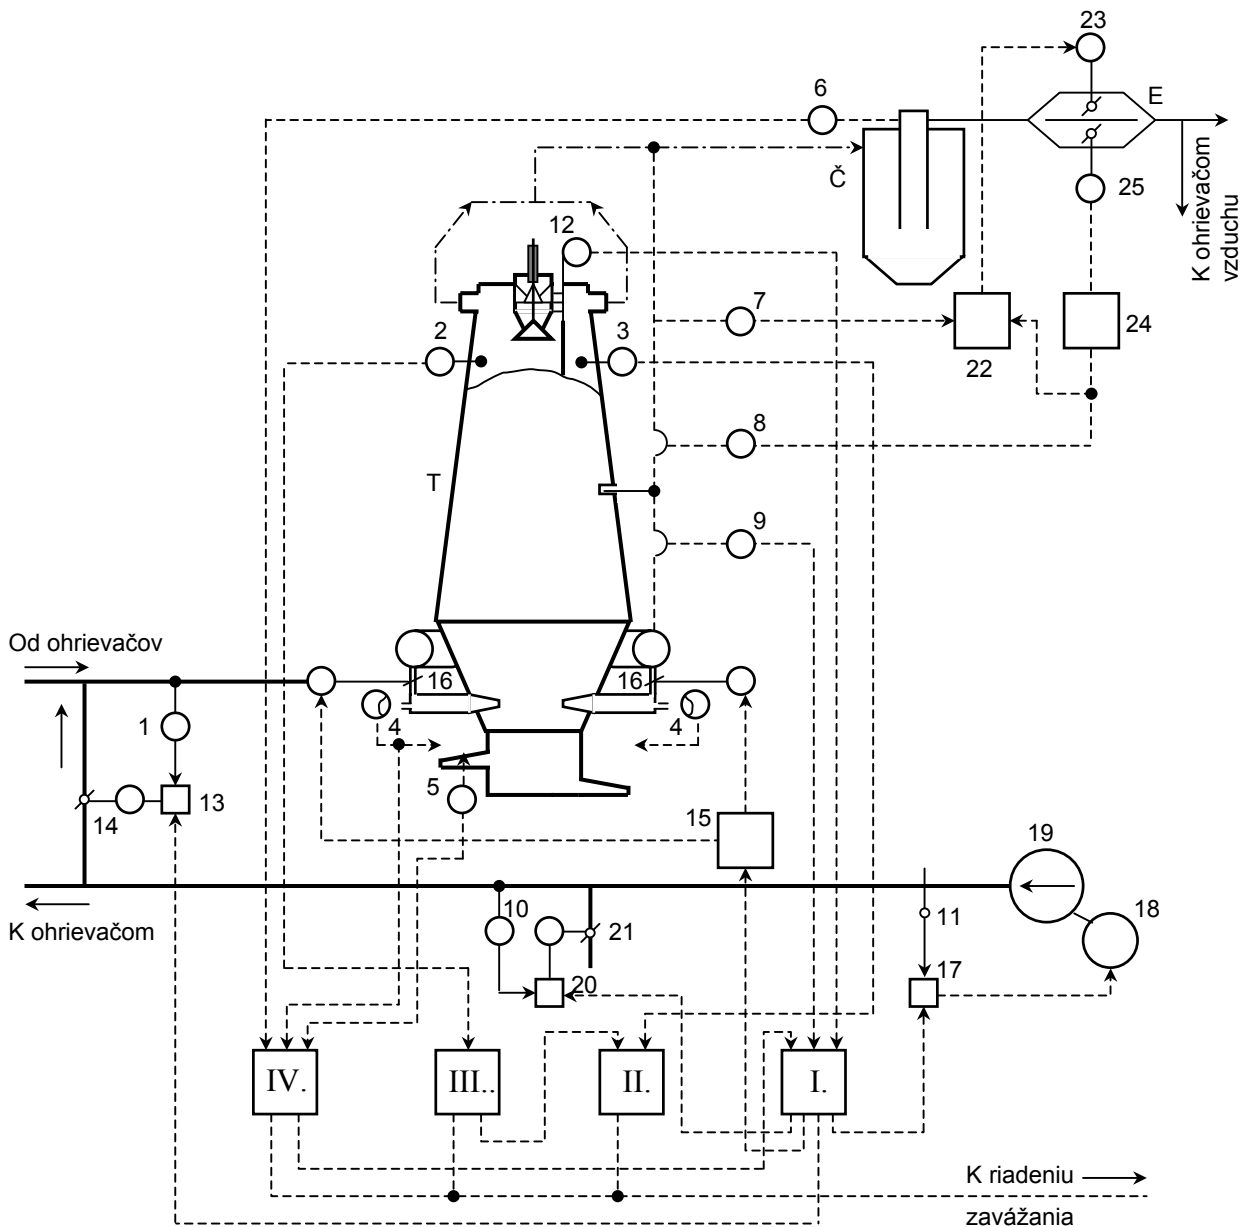 23
6
E
Č
25
12
K ohrievačom
vzduchu
7
2
3
24
22
8
T
9
Od ohrievačov
16
16
1
4
4
5
13
14
15
19
10
11
18
K ohrievačom
21
17
20
IV.
III..
II.
I.
K riadeniu
zavážania